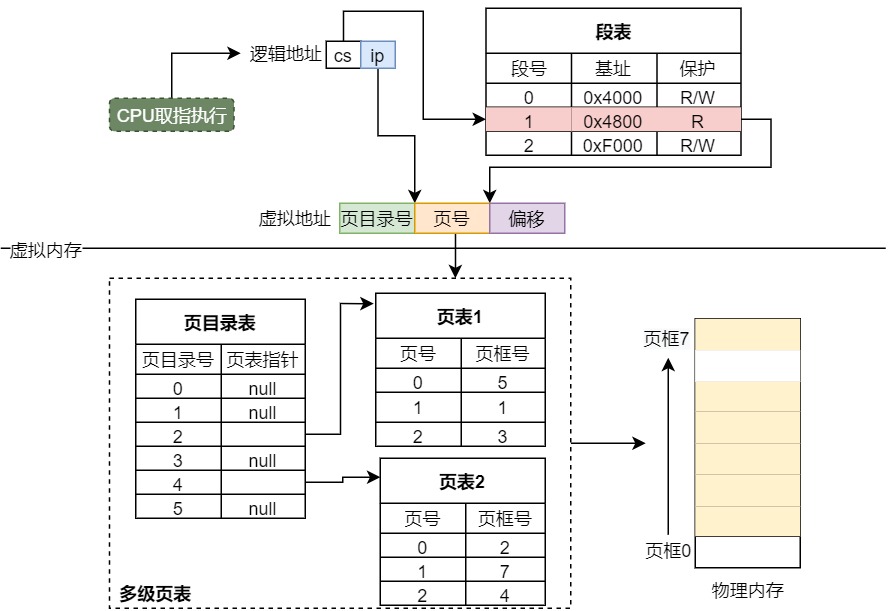 段表
逻辑地址 cs ip
段号 基址 保护
0 0x4000 R/W
CPU取指执行
1 0x4800 R
2 0xF000 R/W
虚拟地址 页目录号 页号 偏移
虚拟内存
页目录表
页目录号 页表指针
0 null
1 null
2
3 null
4
5 null
页表1
页号 页框号
0 5
1 1
2 3
页表2
页号 页框号
0 2
1 7
2 4
多级页表
页框7
页框0
物理内存